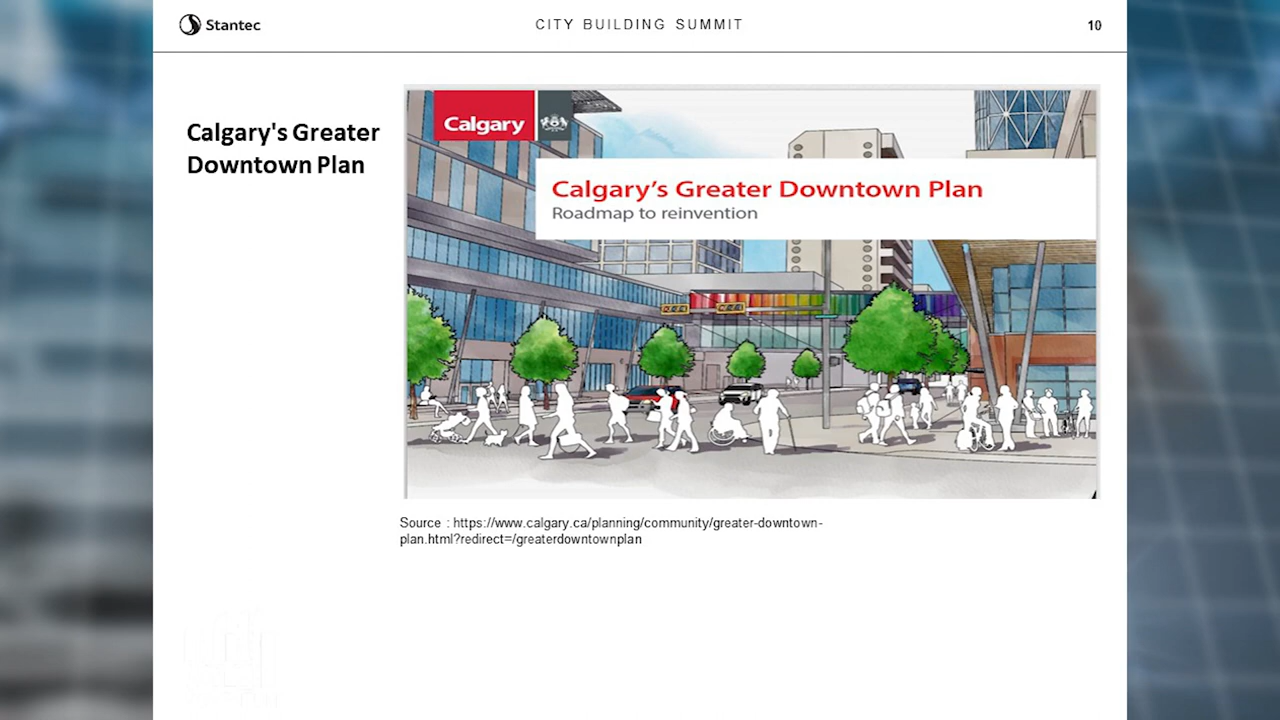 Stantec
CITY BUILDING SUMMIT
10
Calgary's Greater
Downtown Plan
Calgary
Calgary's Greater Downtown Plan
Roadmap to reinvention
Source : https://www.calgary.ca/planning/community/greater-downtown-
plan.html?redirect=/greaterdowntownplan